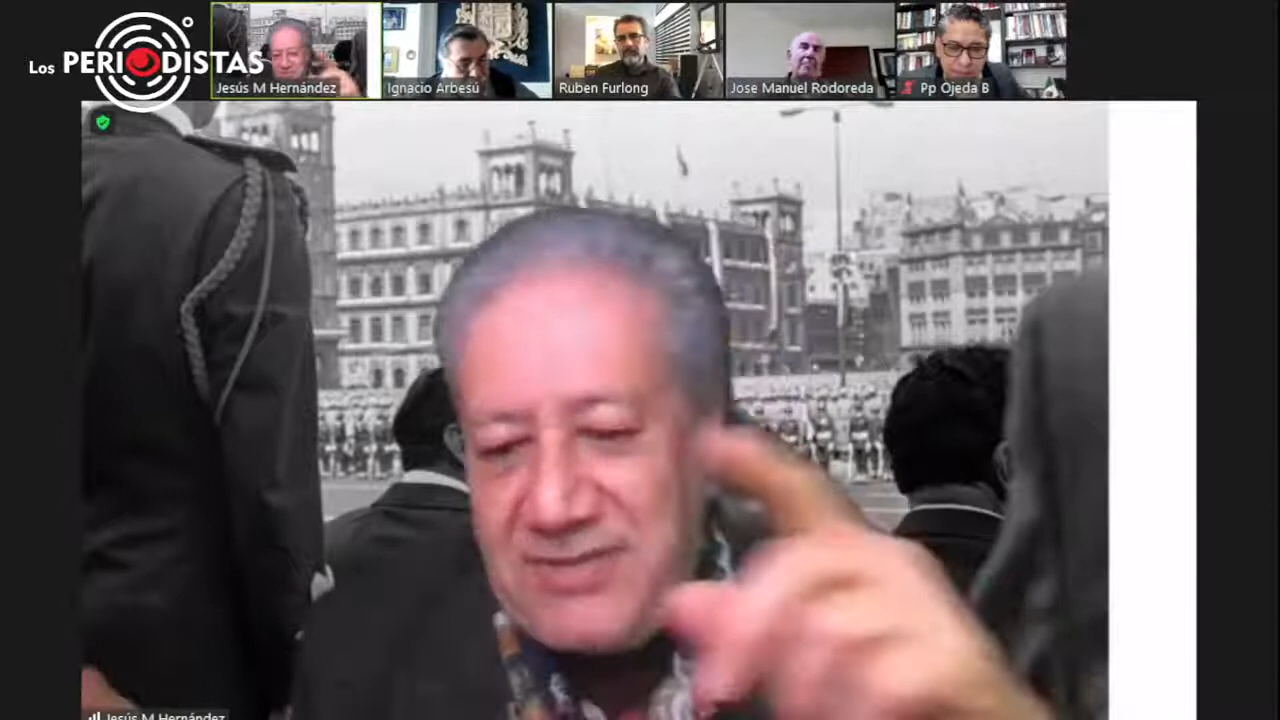 Los PERIODISTAS
Jesús M Hernández
Ignacio Arbesú
Ruben Furlong
Jose Manuel Rodoreda
Pp Ojeda B
Jesús M Hernández